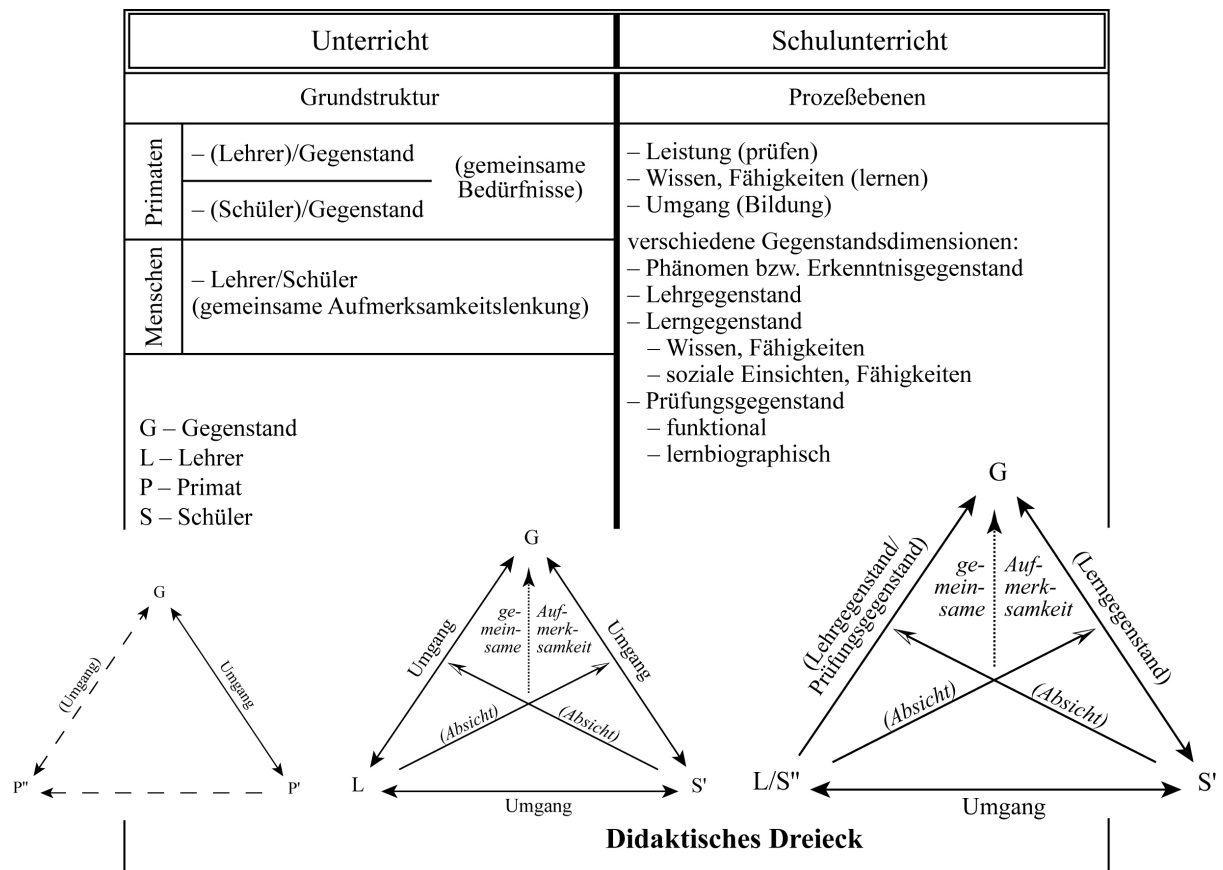 Unterricht
Schulunterricht
Grundstruktur
Prozeßebenen
Primaten
– (Lehrer)/Gegenstand
– (Schüler)/Gegenstand
(gemeinsame
Bedürfnisse)
Menschen
– Lehrer/Schüler
(gemeinsame Aufmerksamkeitslenkung)
– Leistung (prüfen)
– Wissen, Fähigkeiten (lernen)
– Umgang (Bildung)
verschiedene Gegenstandsdimensionen:
– Phänomen bzw. Erkenntnisgegenstand
– Lehrgegenstand
– Lerngegenstand
– Wissen, Fähigkeiten
– soziale Einsichten, Fähigkeiten
– Prüfungsgegenstand
– funktional
– lernbiographisch
G – Gegenstand
L – Lehrer
P – Primat
S – Schüler
G
(Umgang)
Umgang
P"
P'
G
Umgang
ge-
meinsame
Auf-
merk-
samkeit
Umgang
(Absicht)
(Absicht)
L
S'
Umgang
G
(Lehrgegenstand/
Prüfungsgegenstand)
ge-
mein-
same
Auf-
merk-
samkeit
(Lerngegenstand)
(Absicht)
(Absicht)
L/S"
S'
Umgang
Didaktisches Dreieck